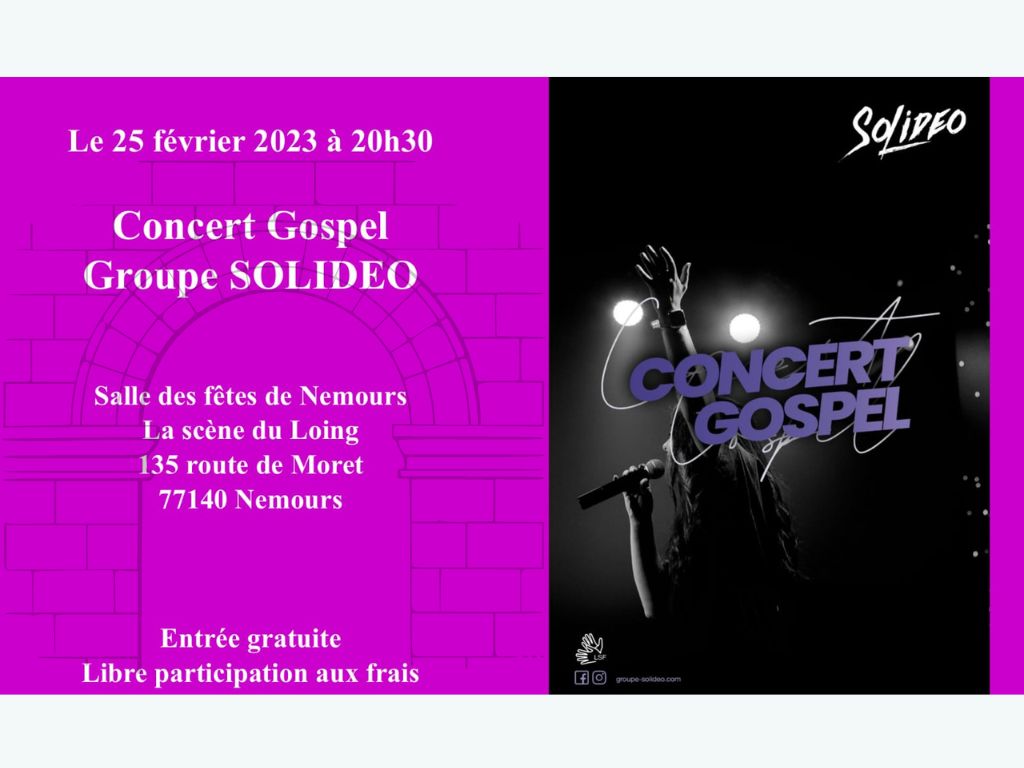 Le 25 février 2023 à 20h30
Concert Gospel
Groupe SOLIDEO
Salle des fêtes de Nemours
La scène du Loing
135 route de Moret
77140 Nemours
Entrée gratuite
Libre participation aux frais
SOLIDEO
CONCERT
GOSPEL
LSF
groupe-solideo.com